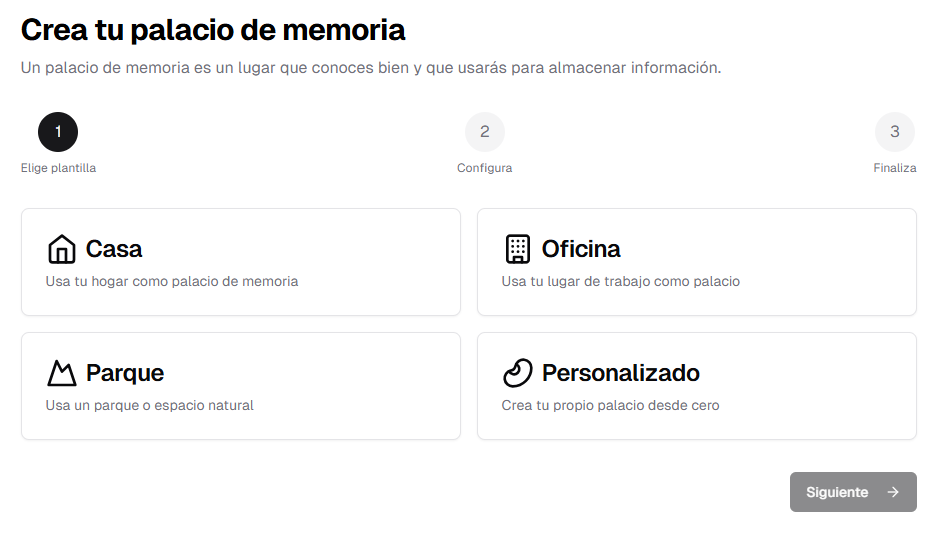 Crea tu palacio de memoria
Un palacio de memoria es un lugar que conoces bien y que usarás para almacenar información.
1
2
3
Elige plantilla
Configura
Finaliza
Casa
Usa tu hogar como palacio de memoria
Oficina
Usa tu lugar de trabajo como palacio
Parque
Usa un parque o espacio natural
Personalizado
Crea tu propio palacio desde cero
Siguiente